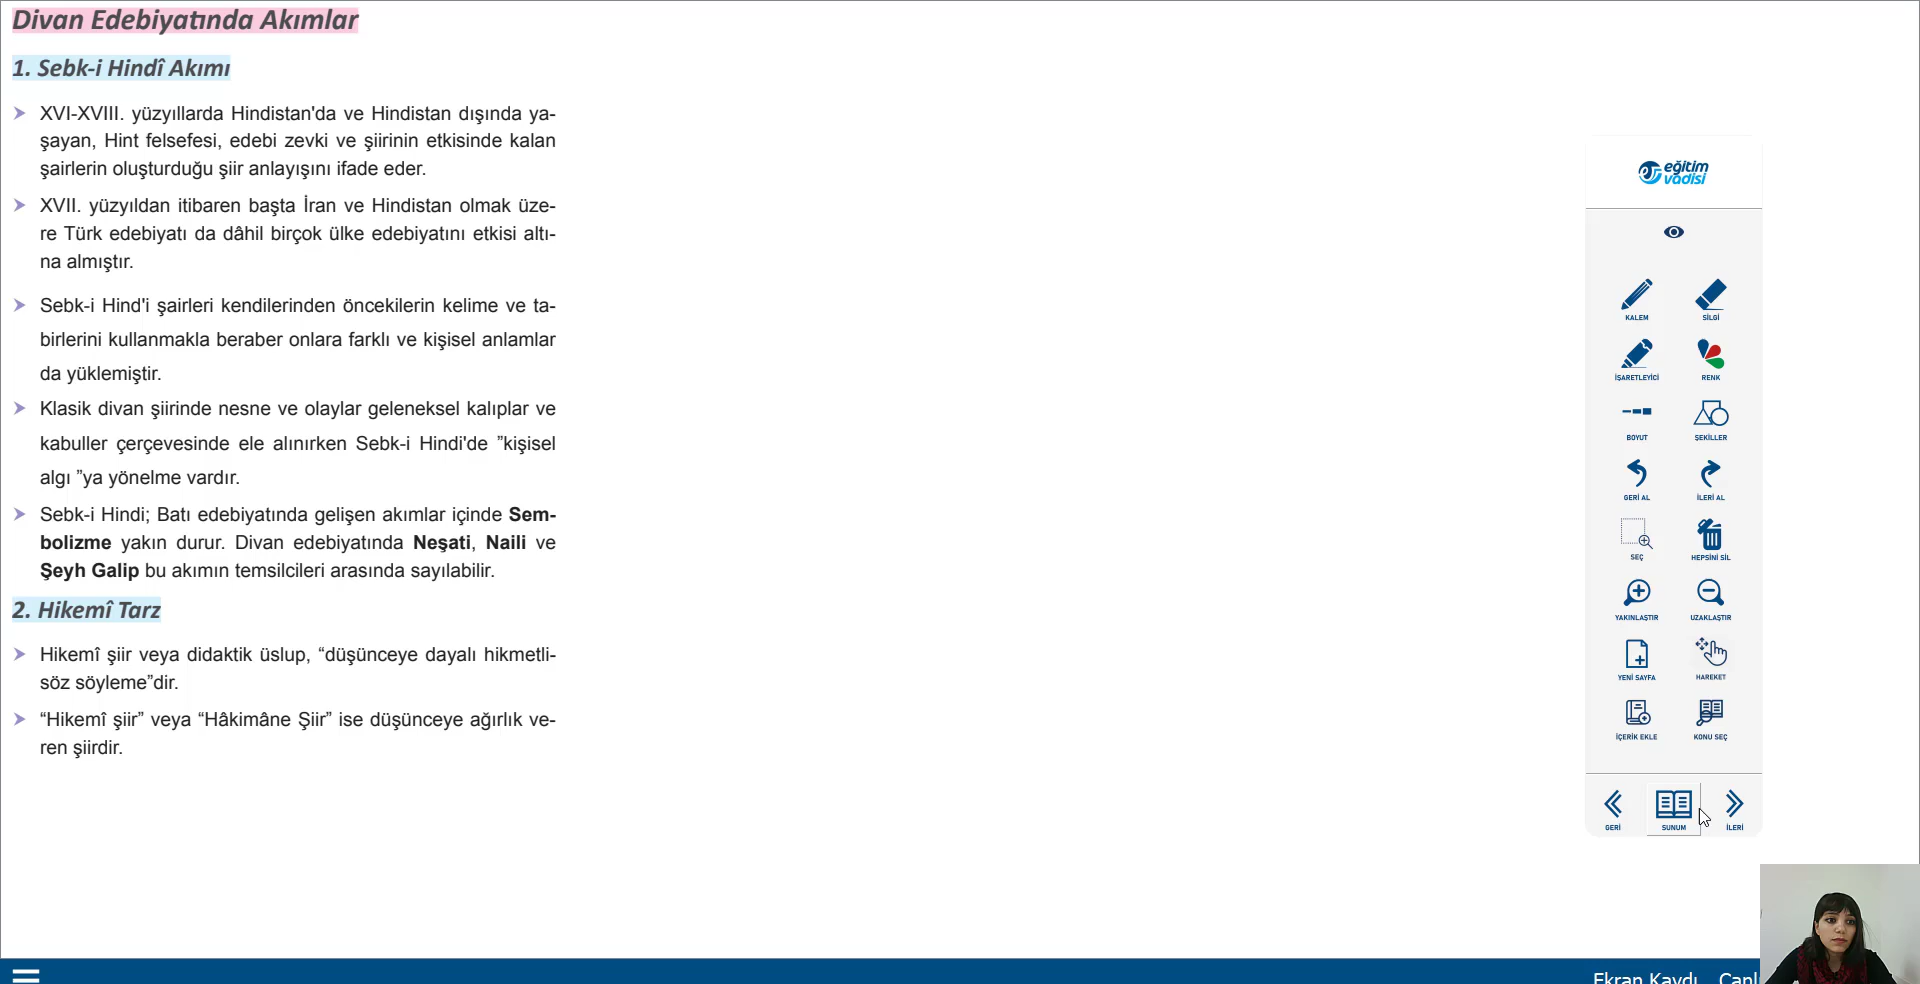 Divan Edebiyatında Akımlar
1. Sebk-i Hindî Akımı
XVI-XVIII. yüzyıllarda Hindistan'da ve Hindistan dışında ya-
şayan, Hint felsefesi, edebi zevki ve şiirinin etkisinde kalan
şairlerin oluşturduğu şiir anlayışını ifade eder.
XVII. yüzyıldan itibaren başta İran ve Hindistan olmak üze-
re Türk edebiyatı da dâhil birçok ülke edebiyatını etkisi altı-
na almıştır.
Sebk-i Hind'i şairleri kendilerinden öncekilerin kelime ve ta-
birlerini kullanmakla beraber onlara farklı ve kişisel anlamlar
da yüklemiştir.
Klasik divan şiirinde nesne ve olaylar geleneksel kalıplar ve
kabuller çerçevesinde ele alınırken Sebk-i Hindi'de ”kişisel
algı ”ya yönelme vardır.
Sebk-i Hindi; Batı edebiyatında gelişen akımlar içinde Sem-
bolizme yakın durur. Divan edebiyatında Neşati, Naili ve
Şeyh Galip bu akımın temsilcileri arasında sayılabilir.
2. Hikemî Tarz
Hikemî şiir veya didaktik üslup, “düşünceye dayalı hikmetli-
söz söyleme”dir.
“Hikemî şiir” veya “Hâkimâne Şiir” ise düşünceye ağırlık ve-
ren şiirdir.
eğitim
vadisi
KALEM SİLGİ
İŞARETLEYİCİ RENK
BOYUT ŞEKİLLER
GERİ AL İLERİ AL
SEÇ HEPSİNİ SİL
YAKINLAŞTIR UZAKLAŞTIR
YENİ SAYFA HAREKET
İÇERİK EKLE KONU SEÇ
GERİ SUNUM İLERİ
Ekran Kaydı